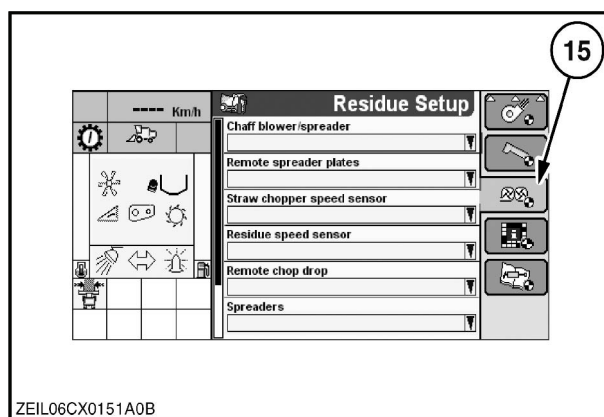 15
---- Km/h
Residue Setup
Chaff blower/spreader
Remote spreader plates
Straw chopper speed sensor
Residue speed sensor
Remote chop drop
Spreaders
ZEIL06CX0151A0B